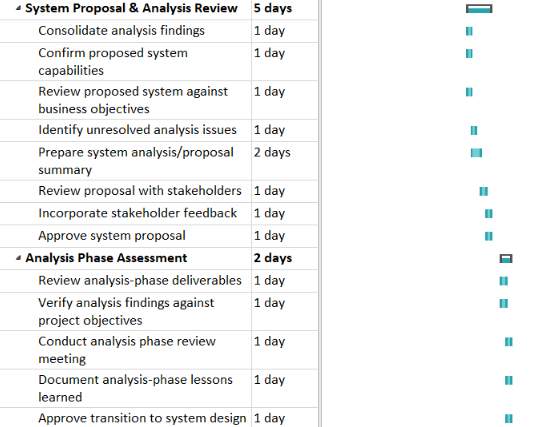 System Proposal & Analysis Review 5 days
Consolidate analysis findings 1 day
Confirm proposed system 1 day
capabilities
Review proposed system against 1 day
business objectives
Identify unresolved analysis issues 1 day
Prepare system analysis/proposal 2 days
summary
Review proposal with stakeholders 1 day
Incorporate stakeholder feedback 1 day
Approve system proposal 1 day
Analysis Phase Assessment 2 days
Review analysis-phase deliverables 1 day
Verify analysis findings against 1 day
project objectives
Conduct analysis phase review 1 day
meeting
Document analysis-phase lessons 1 day
learned
Approve transition to system design 1 day